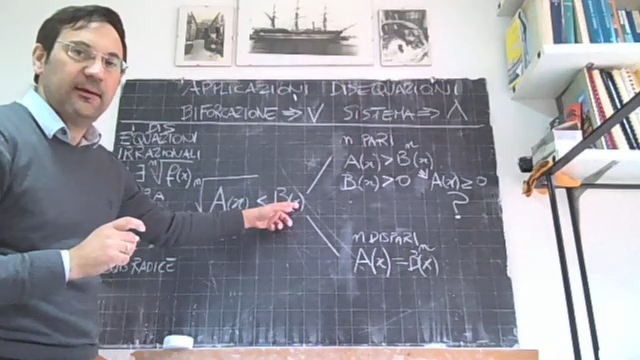 APPLICAZIONI DISEQUAZIONI
BIFORCAZIONE => V SISTEMA => Λ
EQUAZIONI
IRRAZIONALI
∃ ⁿ√f(x)
ᵐ√A(x) < B(x)
n PARI
A(x) > Bⁿ(x)
B(x) > 0 A(x) ≥ 0
?
n DISPARI
A(x) = Bⁿ(x)
RADICE